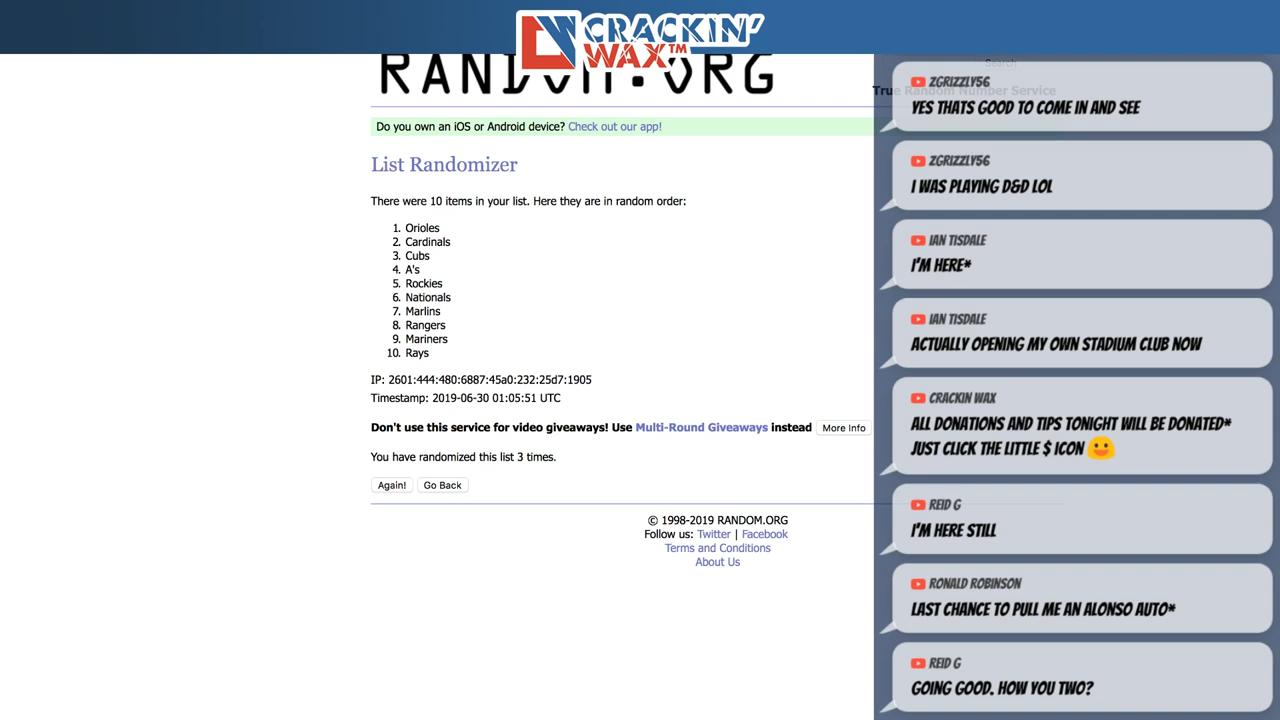 CRACKIN'
WAX™
RANDOM.ORG
Search
True Random Number Service
Do you own an iOS or Android device? Check out our app!
List Randomizer
There were 10 items in your list. Here they are in random order:
1. Orioles
2. Cardinals
3. Cubs
4. A's
5. Rockies
6. Nationals
7. Marlins
8. Rangers
9. Mariners
10. Rays
IP: 2601:444:480:6887:45a0:232:25d7:1905
Timestamp: 2019-06-30 01:05:51 UTC
Don't use this service for video giveaways! Use Multi-Round Giveaways instead More Info
You have randomized this list 3 times.
Again! Go Back
© 1998-2019 RANDOM.ORG
Follow us: Twitter | Facebook
Terms and Conditions
About Us
ZGRIZZLY56
YES THATS GOOD TO COME IN AND SEE
ZGRIZZLY56
I WAS PLAYING D&D LOL
IAN TISDALE
I'M HERE*
IAN TISDALE
ACTUALLY OPENING MY OWN STADIUM CLUB NOW
CRACKIN WAX
ALL DONATIONS AND TIPS TONIGHT WILL BE DONATED*
JUST CLICK THE LITTLE $ ICON 😀
REID G
I'M HERE STILL
RONALD ROBINSON
LAST CHANCE TO PULL ME AN ALONSO AUTO*
REID G
GOING GOOD. HOW YOU TWO?